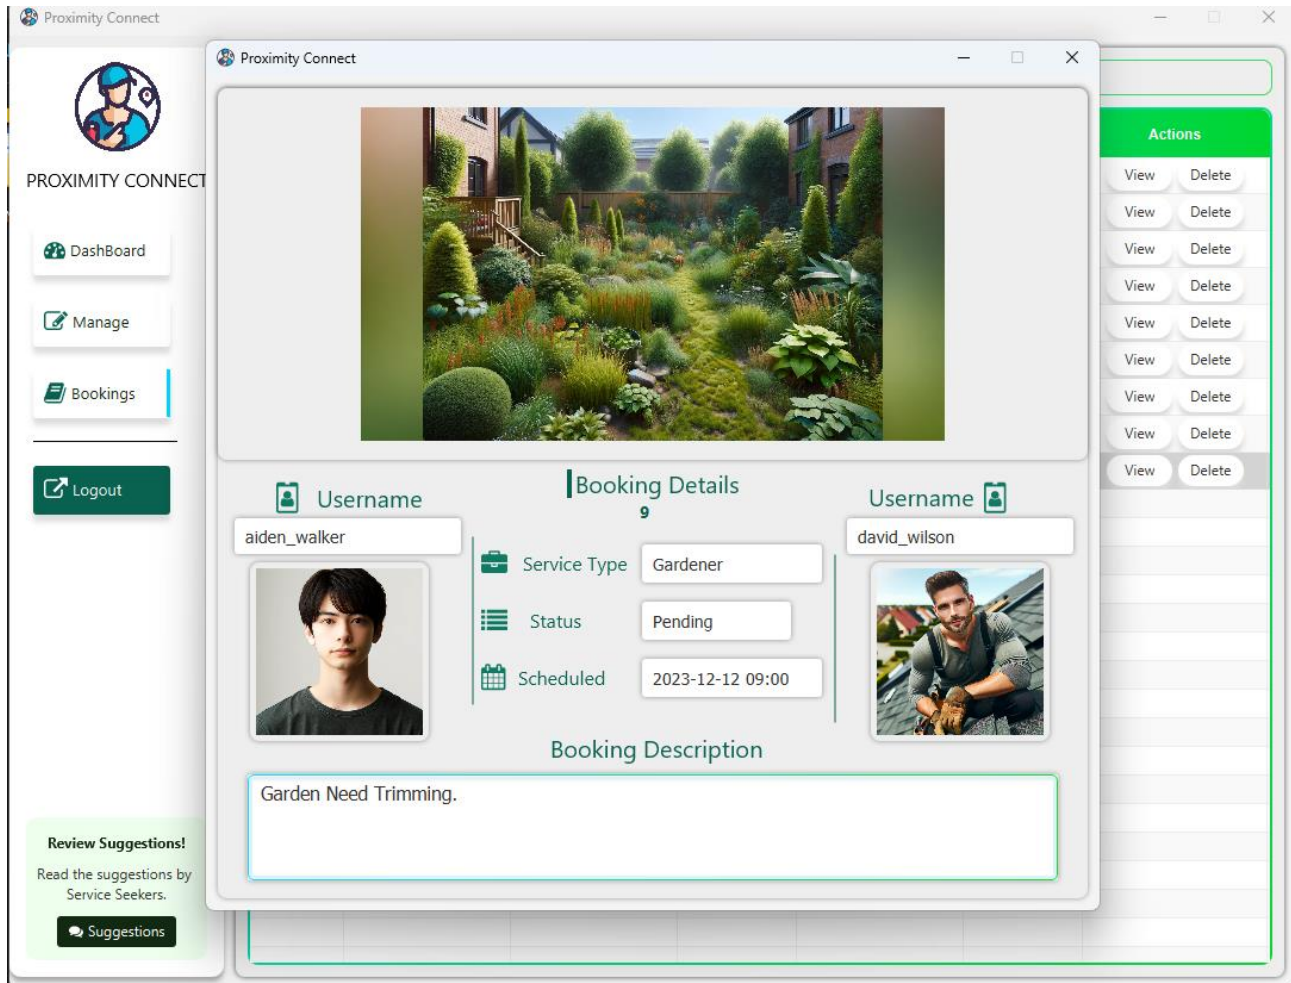 Proximity Connect
PROXIMITY CONNECT
DashBoard
Manage
Bookings
Logout
Review Suggestions!
Read the suggestions by
Service Seekers.
Suggestions
Proximity Connect
Booking Details
9
Username
aiden_walker
Service Type
Gardener
Status
Pending
Scheduled
2023-12-12 09:00
Username
david_wilson
Booking Description
Garden Need Trimming.
Actions
View Delete
View Delete
View Delete
View Delete
View Delete
View Delete
View Delete
View Delete
View Delete